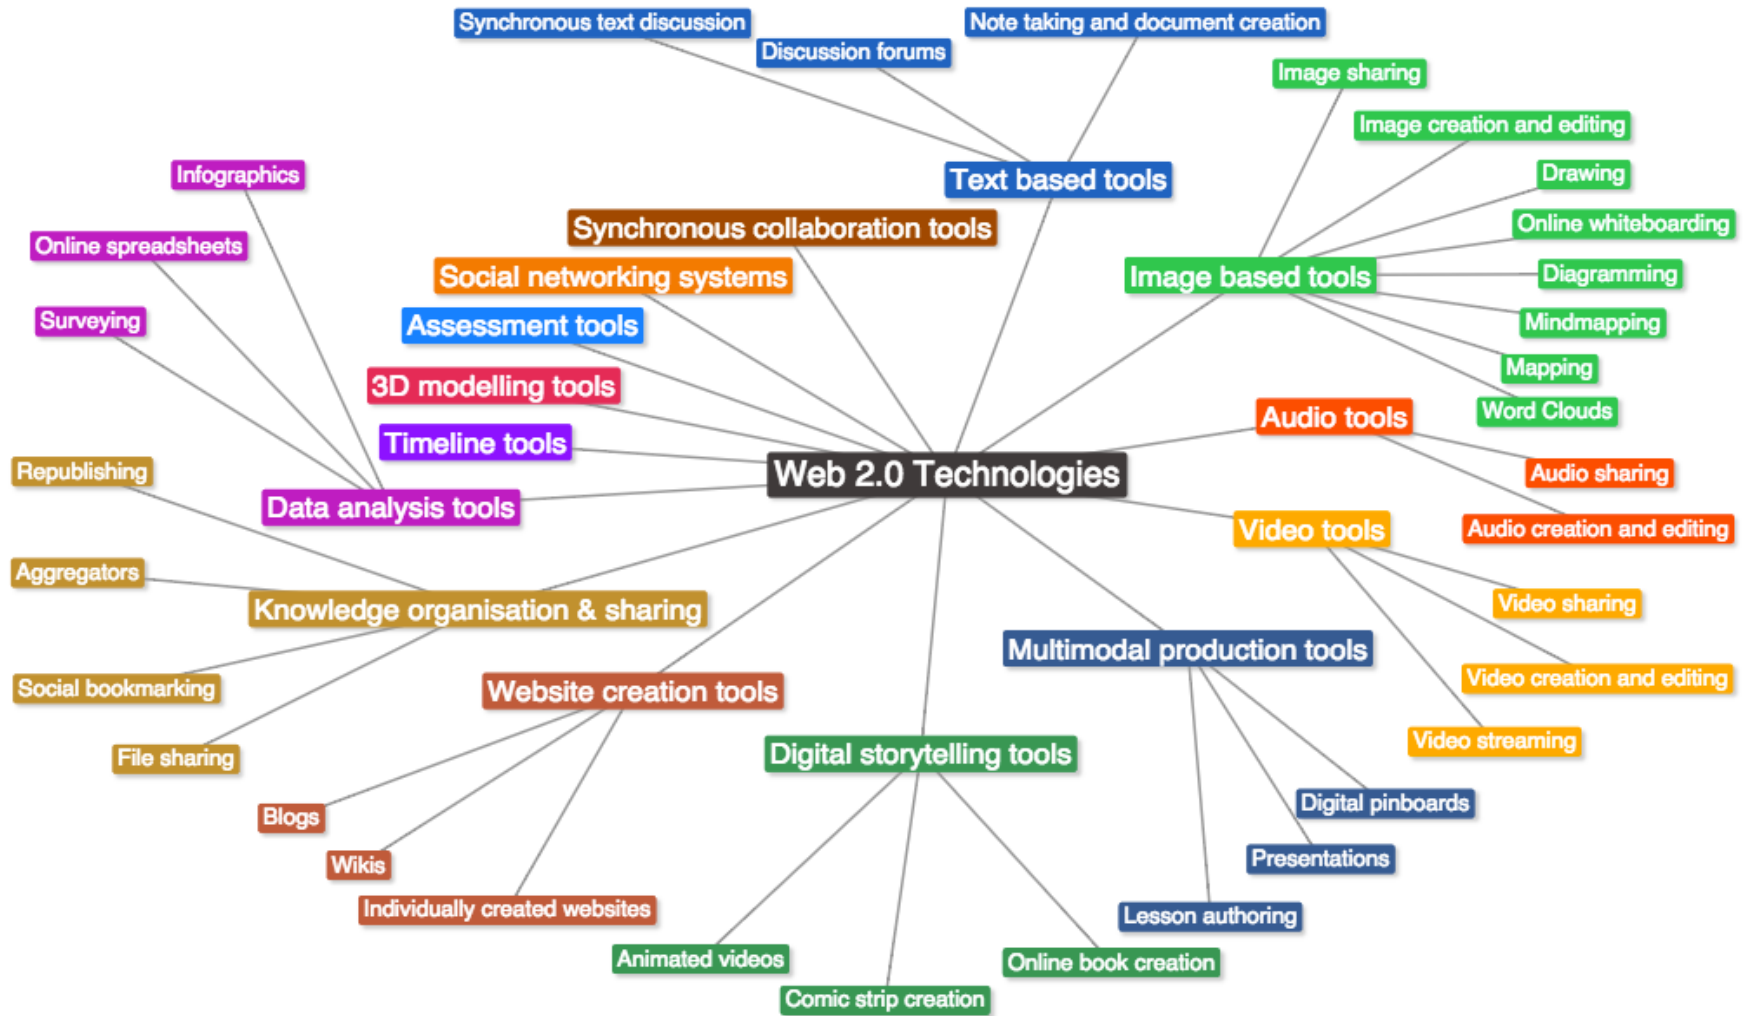 Synchronous text discussion
Note taking and document creation
Discussion forums
Image sharing
Image creation and editing
Infographics
Drawing
Text based tools
Synchronous collaboration tools
Online whiteboarding
Online spreadsheets
Social networking systems
Image based tools
Diagramming
Surveying
Assessment tools
Mindmapping
Mapping
3D modelling tools
Word Clouds
Audio tools
Timeline tools
Republishing
Web 2.0 Technologies
Audio sharing
Data analysis tools
Video tools
Audio creation and editing
Aggregators
Knowledge organisation & sharing
Video sharing
Multimodal production tools
Social bookmarking
Website creation tools
Video creation and editing
File sharing
Digital storytelling tools
Video streaming
Digital pinboards
Blogs
Wikis
Presentations
Individually created websites
Lesson authoring
Animated videos
Online book creation
Comic strip creation